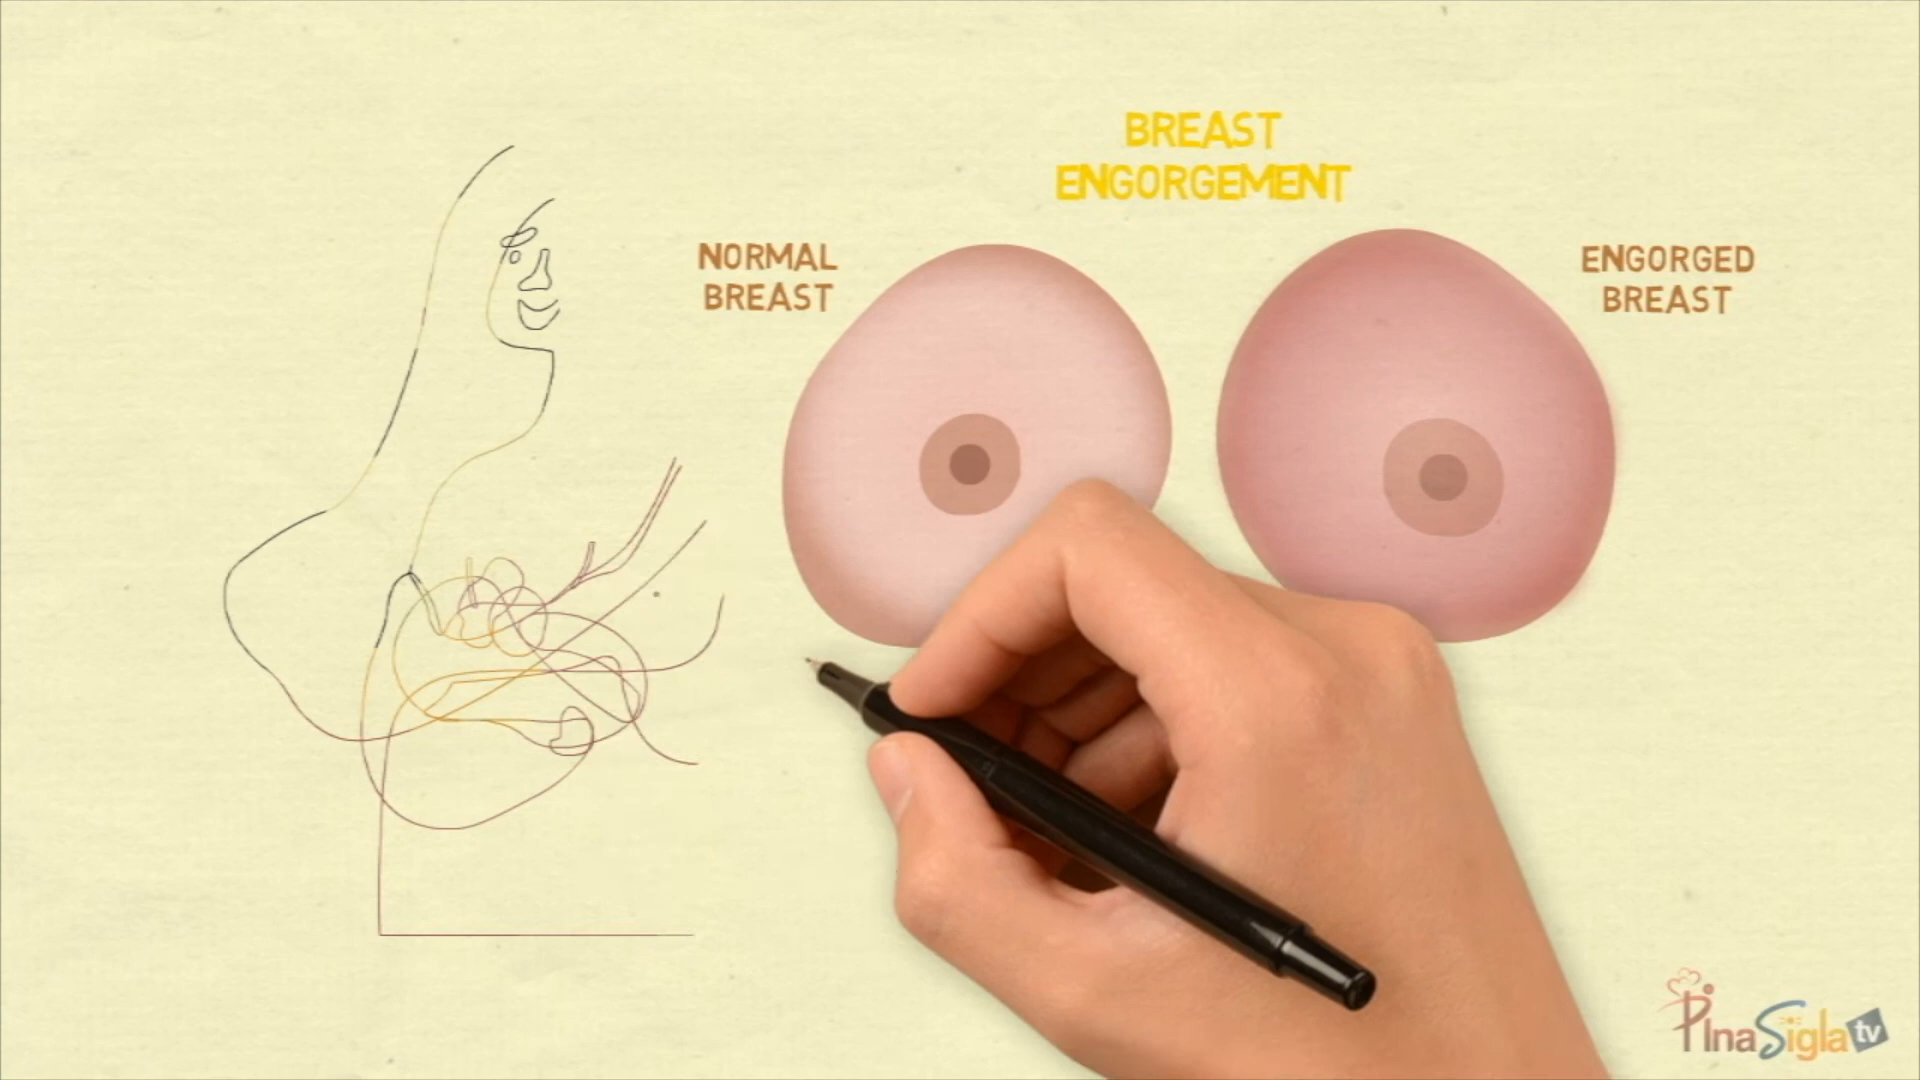 BREAST
ENGORGEMENT
NORMAL
BREAST
ENGORGED
BREAST
PInaSigla tv